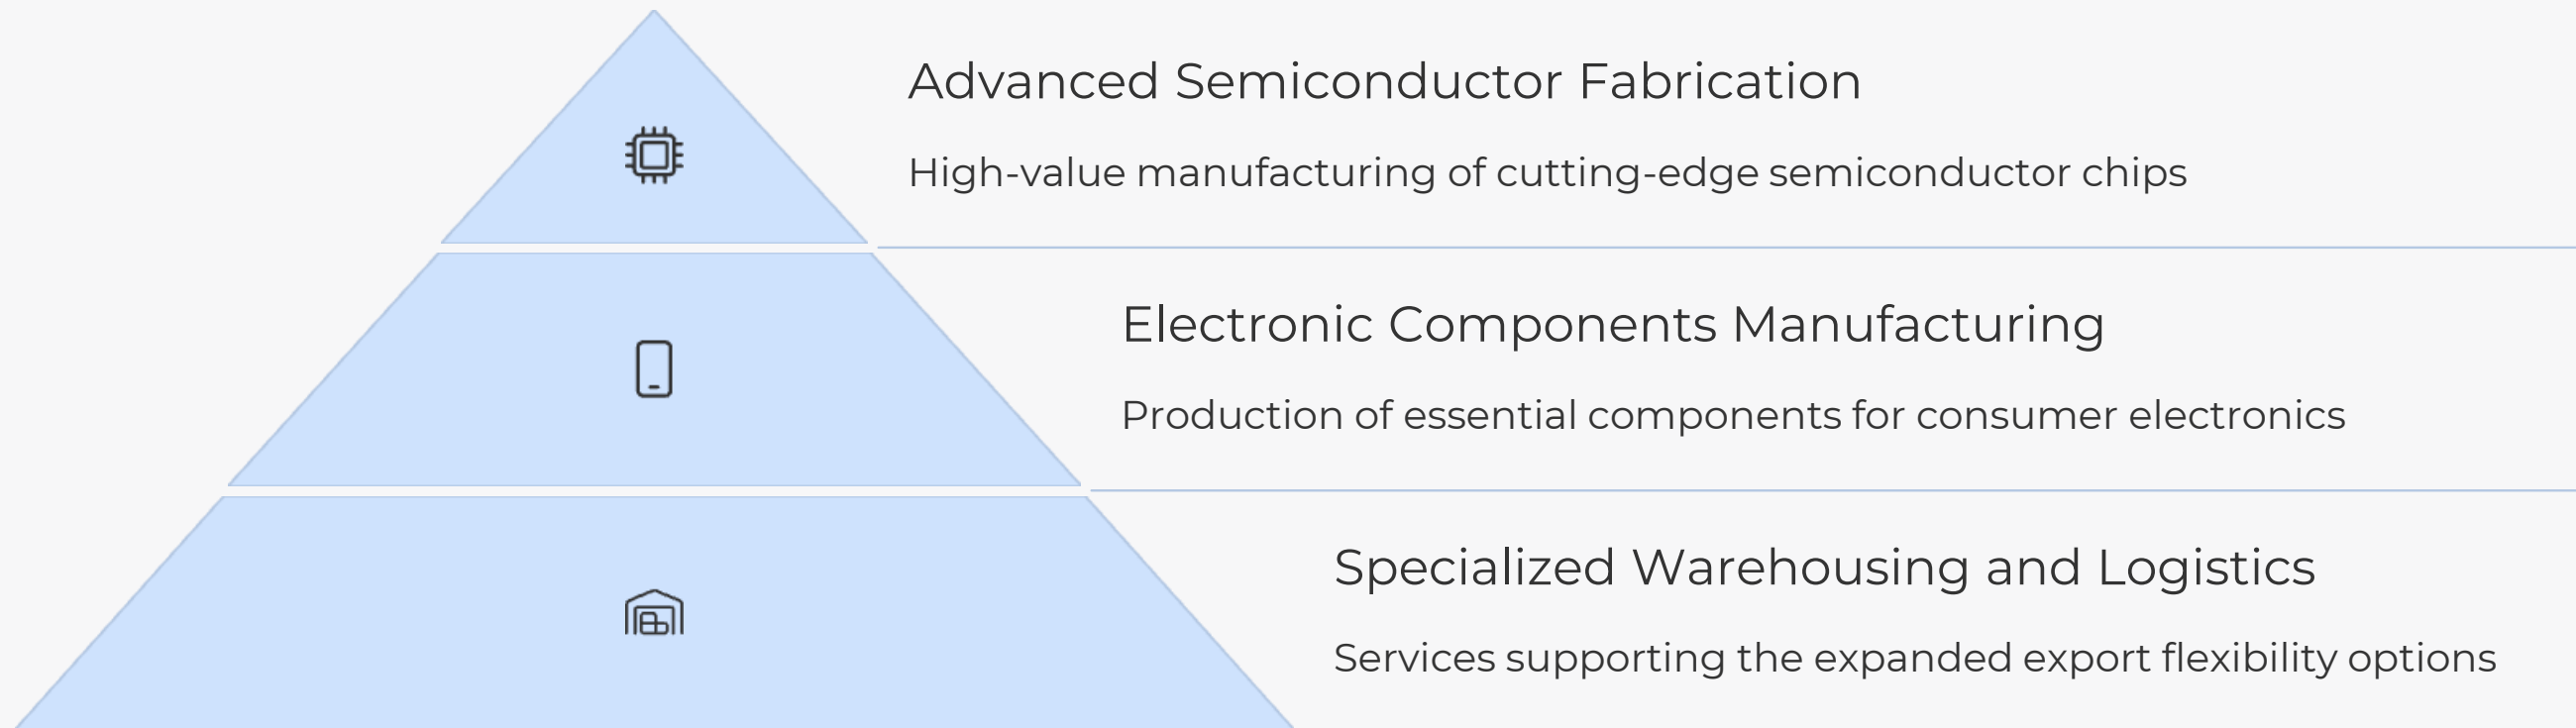 Advanced Semiconductor Fabrication
High-value manufacturing of cutting-edge semiconductor chips
Electronic Components Manufacturing
Production of essential components for consumer electronics
Specialized Warehousing and Logistics
Services supporting the expanded export flexibility options